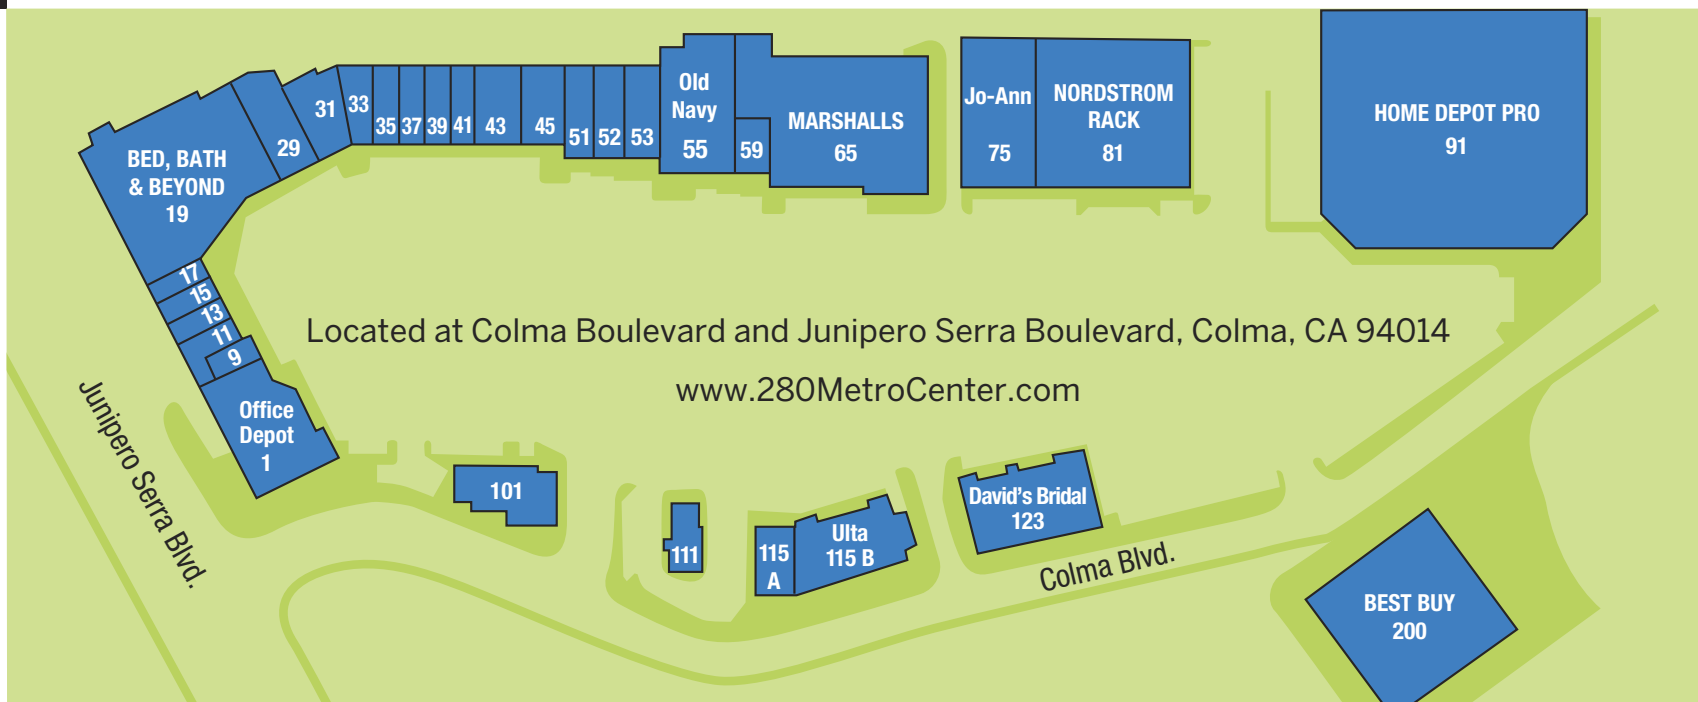 BED, BATH
& BEYOND
19
29
31
33
35
37
39
41
43
45
51
52
53
Old
Navy
55
59
MARSHALLS
65
Jo-Ann
75
NORDSTROM
RACK
81
HOME DEPOT PRO
91
17
15
13
11
9
Office
Depot
1
Located at Colma Boulevard and Junipero Serra Boulevard, Colma, CA 94014
www.280MetroCenter.com
Junipero Serra Blvd.
101
111
115
A
Ulta
115 B
David's Bridal
123
Colma Blvd.
BEST BUY
200